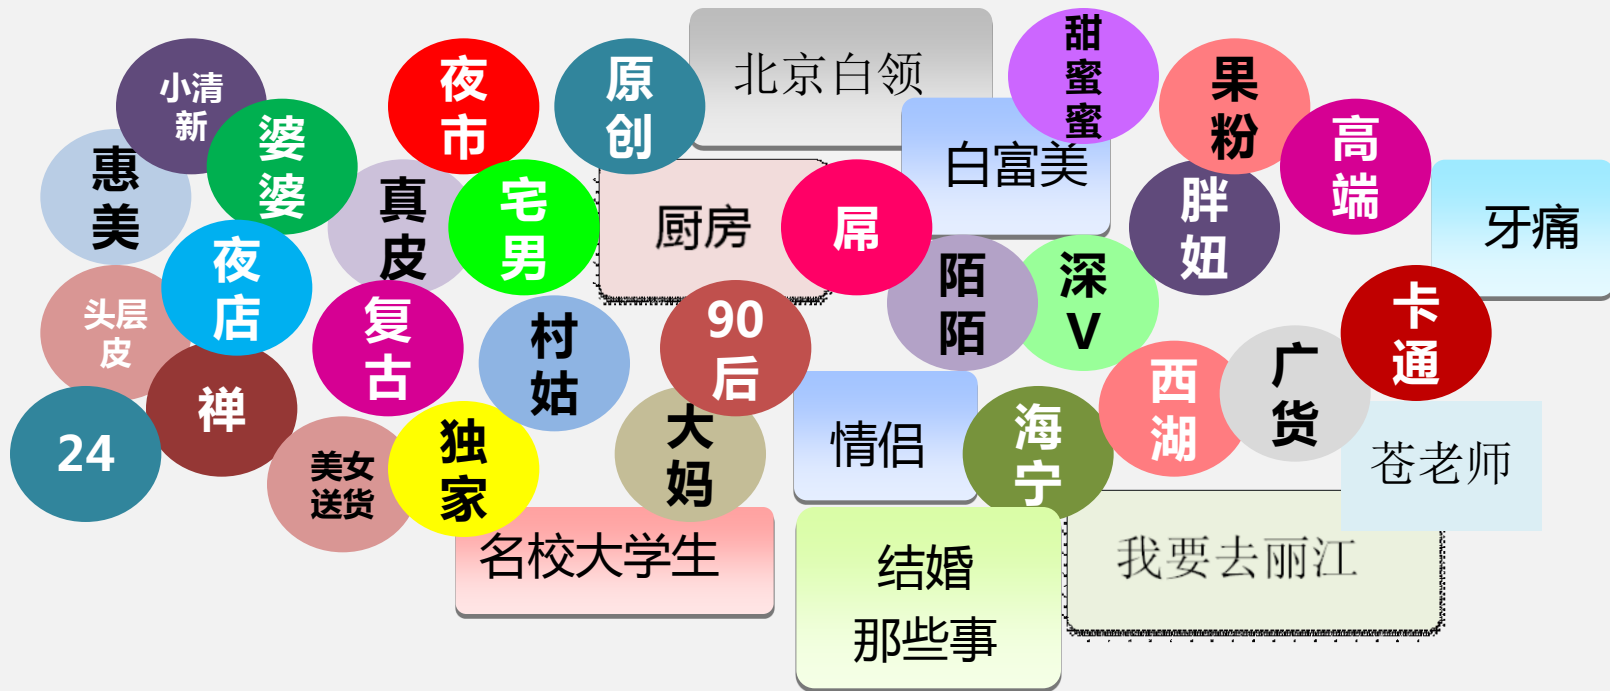 小清
新
惠
美
婆
婆
夜
市
原
创
北京白领
甜
蜜
蜜
果
粉
高
端
白富美
真
皮
宅
男
厨房
屌
胖
妞
牙痛
夜
店
头层
皮
复
古
村
姑
90
后
陌
陌
深
V
卡
通
24
禅
美女
送货
独
家
大
妈
情侣
海
宁
西
湖
广
货
苍老师
名校大学生
结婚
那些事
我要去丽江